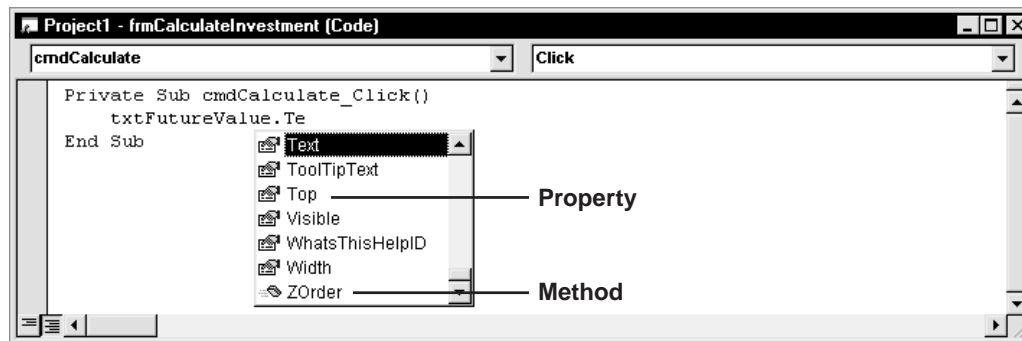 Project1 - frmCalculateInvestment (Code)
cmdCalculate Click
Private Sub cmdCalculate_Click()
txtFutureValue.Te
End Sub
Text
ToolTipText
Top Property
Visible
WhatsThisHelpID
Width
ZOrder Method